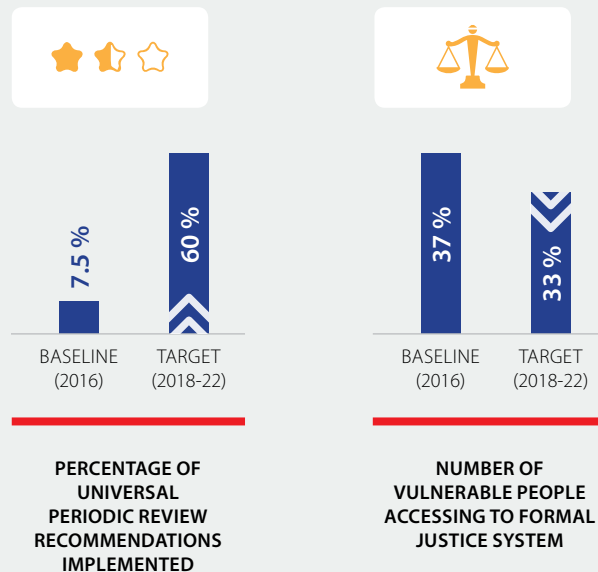 7.5 %
60 %
BASELINE
(2016)
TARGET
(2018-22)
PERCENTAGE OF
UNIVERSAL
PERIODIC REVIEW
RECOMMENDATIONS
IMPLEMENTED
37 %
33 %
BASELINE
(2016)
TARGET
(2018-22)
NUMBER OF
VULNERABLE PEOPLE
ACCESSING TO FORMAL
JUSTICE SYSTEM